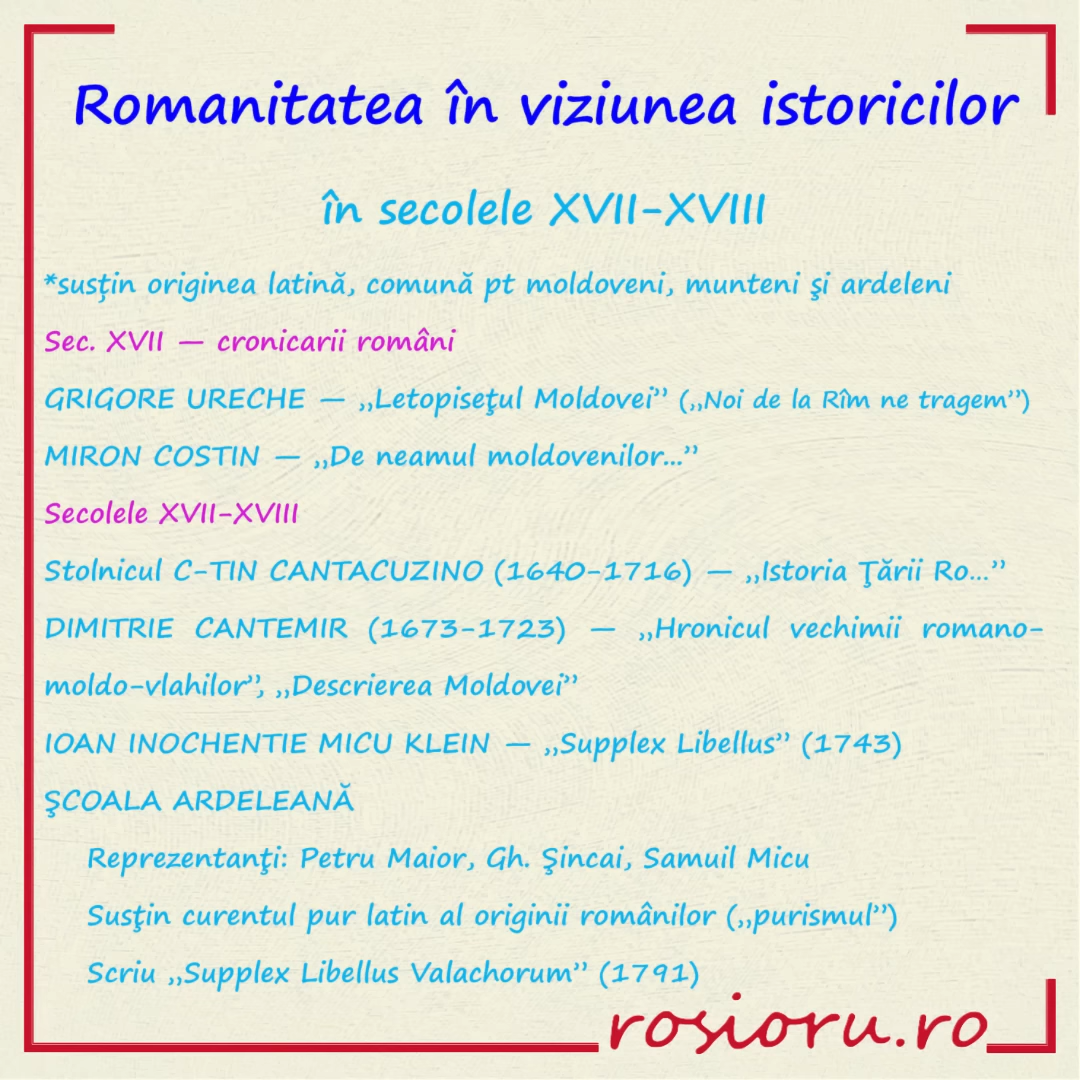 Romanitatea în viziunea istoricilor
în secolele XVII-XVIII
*susţin originea latină, comună pt moldoveni, munteni şi ardeleni
Sec. XVII — cronicarii români
GRIGORE URECHE — „Letopiseţul Moldovei” („Noi de la Rîm ne tragem”)
MIRON COSTIN — „De neamul moldovenilor...”
Secolele XVII-XVIII
Stolnicul C-TIN CANTACUZINO (1640-1716) — „Istoria Ţării Ro...”
DIMITRIE CANTEMIR (1673-1723) — „Hronicul vechimii romano-
moldo-vlahilor”, „Descrierea Moldovei”
IOAN INOCHENTIE MICU KLEIN — „Supplex Libellus” (1743)
ŞCOALA ARDELEANĂ
Reprezentanţi: Petru Maior, Gh. Şincai, Samuil Micu
Susţin curentul pur latin al originii românilor („purismul”)
Scriu „Supplex Libellus Valachorum” (1791)
rosioru.ro